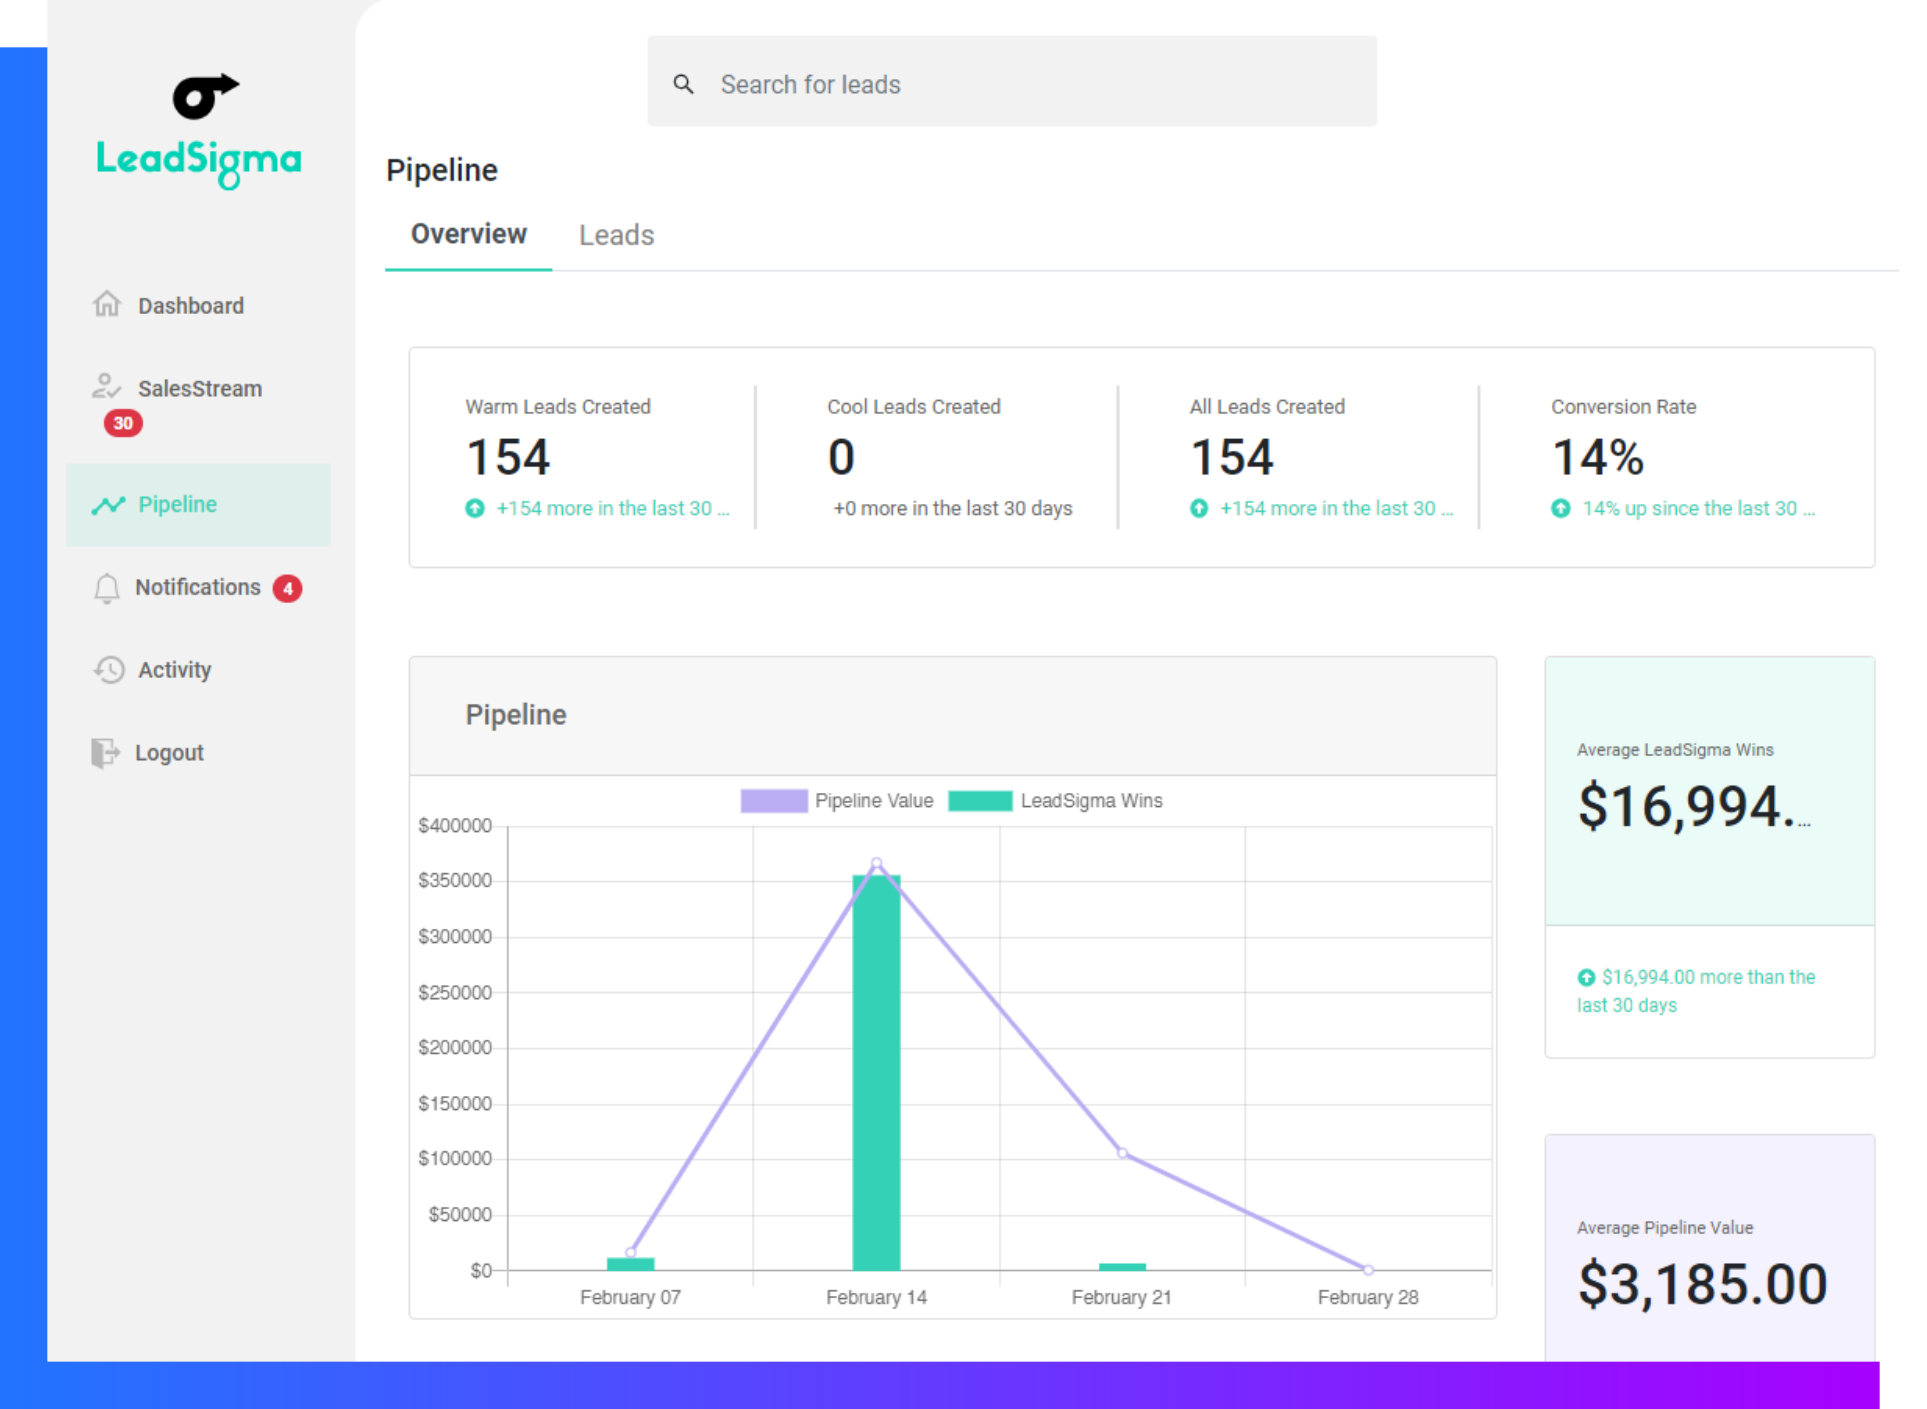 LeadSigma
Search for leads
Pipeline
Overview
Leads
Dashboard
SalesStream
30
Pipeline
Notifications 4
Activity
Logout
Warm Leads Created
154
+154 more in the last 30 ...
Cool Leads Created
0
+0 more in the last 30 days
All Leads Created
154
+154 more in the last 30 ...
Conversion Rate
14%
14% up since the last 30 ...
Pipeline
Pipeline Value
LeadSigma Wins
$400000
$350000
$300000
$250000
$200000
$150000
$100000
$50000
$0
February 07
February 14
February 21
February 28
Average LeadSigma Wins
$16,994....
$16,994.00 more than the
last 30 days
Average Pipeline Value
$3,185.00